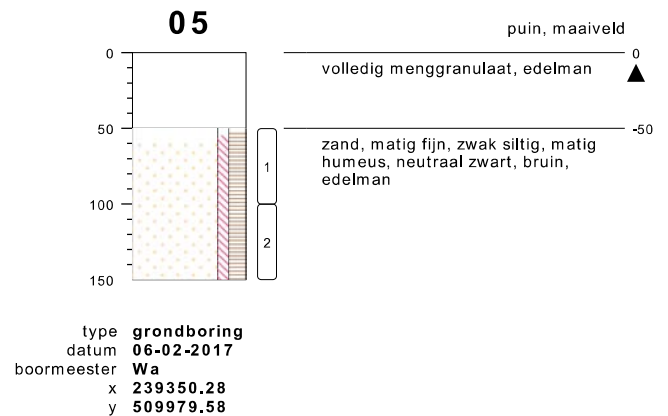 05
puin, maaiveld
0
0
volledig menggranulaat, edelman
50
-50
zand, matig fijn, zwak siltig, matig
humeus, neutraal zwart, bruin,
edelman
1
100
2
150
type grondboring
datum 06-02-2017
boormeester Wa
x 239350.28
y 509979.58